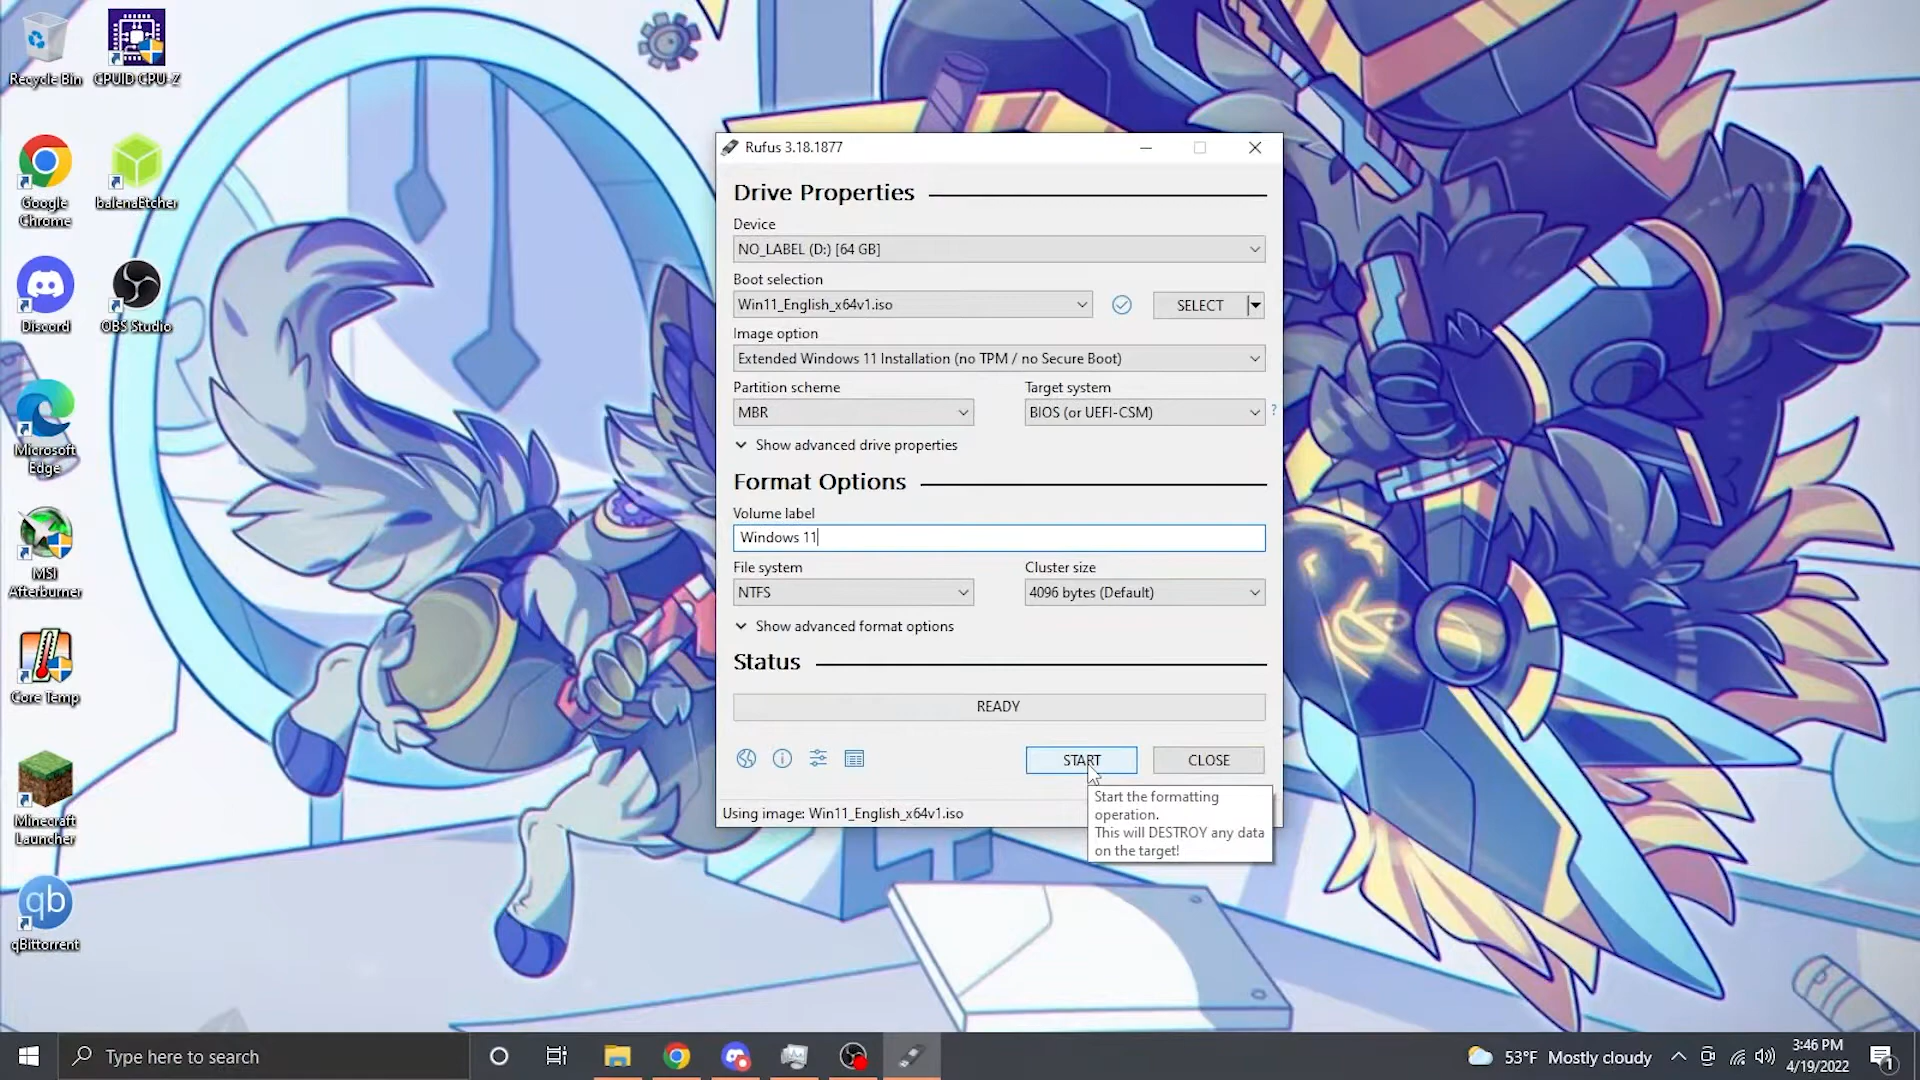 Recycle Bin
CPUID CPU-Z
Google
Chrome
balenaEtcher
Discord
OBS Studio
Microsoft
Edge
MSI
Afterburner
Core Temp
Minecraft
Launcher
qb
qBittorrent
Rufus 3.18.1877
Drive Properties
Device
NO_LABEL (D:) [64 GB]
Boot selection
Win11_English_x64v1.iso
SELECT
Image option
Extended Windows 11 Installation (no TPM / no Secure Boot)
Partition scheme
Target system
MBR
BIOS (or UEFI-CSM)
?
Show advanced drive properties
Format Options
Volume label
Windows 11
File system
Cluster size
NTFS
4096 bytes (Default)
Show advanced format options
Status
READY
START
CLOSE
Using image: Win11_English_x64v1.iso
Start the formatting
operation.
This will DESTROY any data
on the target!
Type here to search
53°F Mostly cloudy
3:46 PM
4/19/2022
1